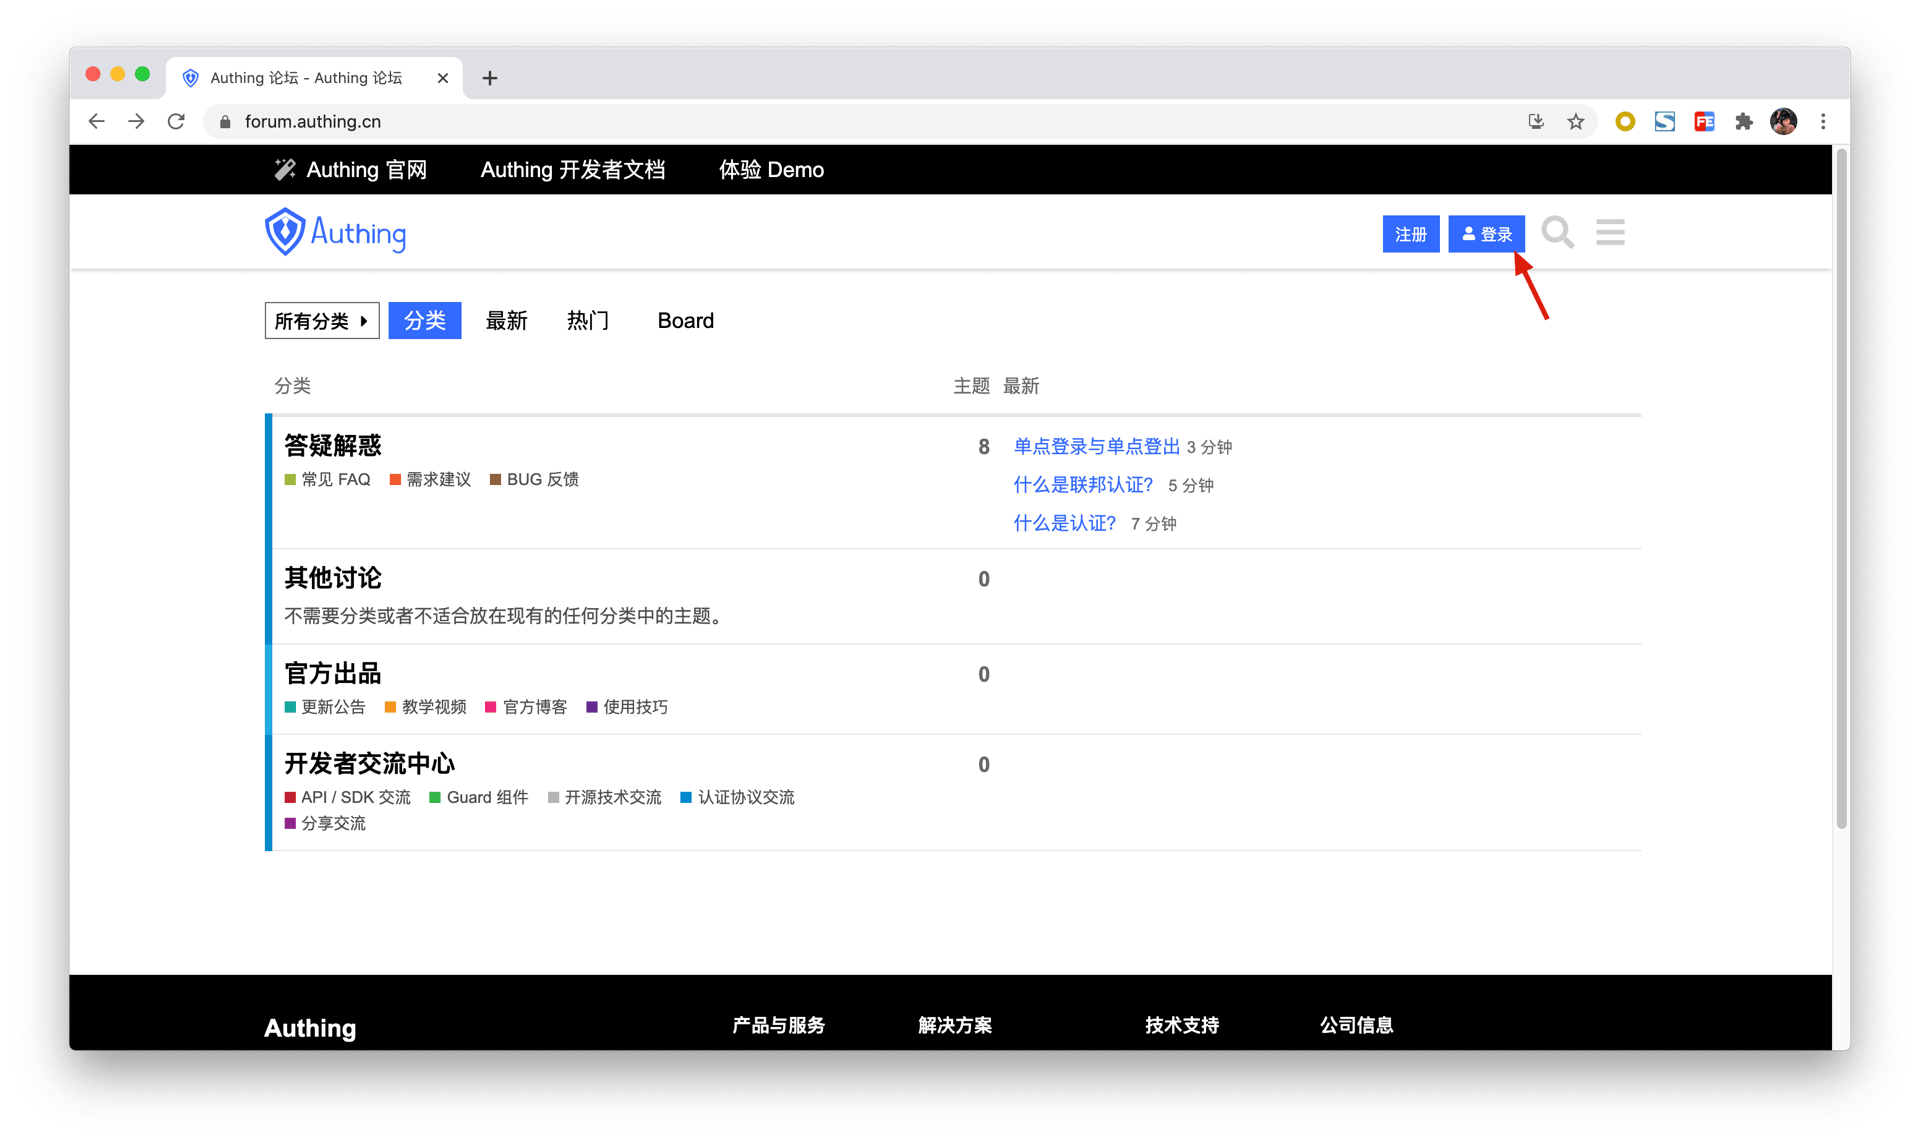 Authing 论坛 - Authing 论坛
forum.authing.cn
Authing 官网 Authing 开发者文档 体验 Demo
Authing 注册 登录
所有分类 分类 最新 热门 Board
分类 主题 最新
答疑解惑 8 单点登录与单点登出 3 分钟
常见 FAQ 需求建议 BUG 反馈 什么是联邦认证? 5 分钟
什么是认证? 7 分钟
其他讨论 0
不需要分类或者不适合放在现有的任何分类中的主题。
官方出品 0
更新公告 教学视频 官方博客 使用技巧
开发者交流中心 0
API / SDK 交流 Guard 组件 开源技术交流 认证协议交流
分享交流
Authing 产品与服务 解决方案 技术支持 公司信息